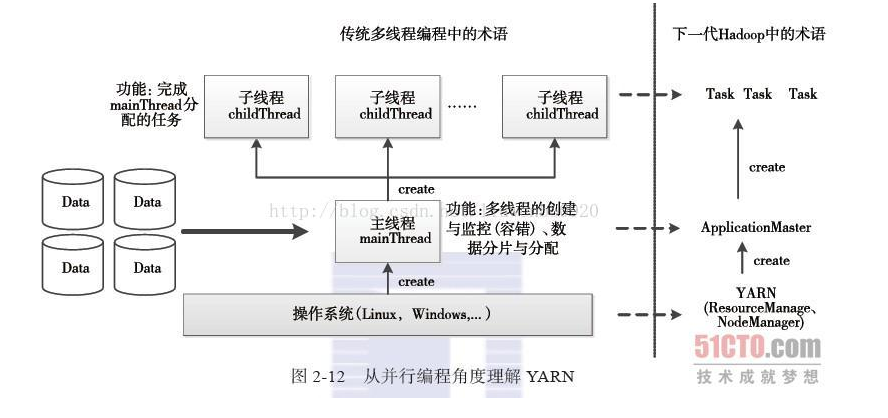 传统多线程编程中的术语
下一代Hadoop中的术语
功能：完成
mainThread分
配的任务
子线程
childThread
子线程
childThread
......
子线程
childThread
Task Task Task
create
create
Data
Data
Data
Data
主线程
mainThread
功能：多线程的创建
与监控(容错)、数
据分片与分配
ApplicationMaster
create
create
操作系统(Linux，Windows,...)
YARN
(ResourceManage、
NodeManager)
51CTO.com
技术成就梦想
图 2-12 从并行编程角度理解 YARN